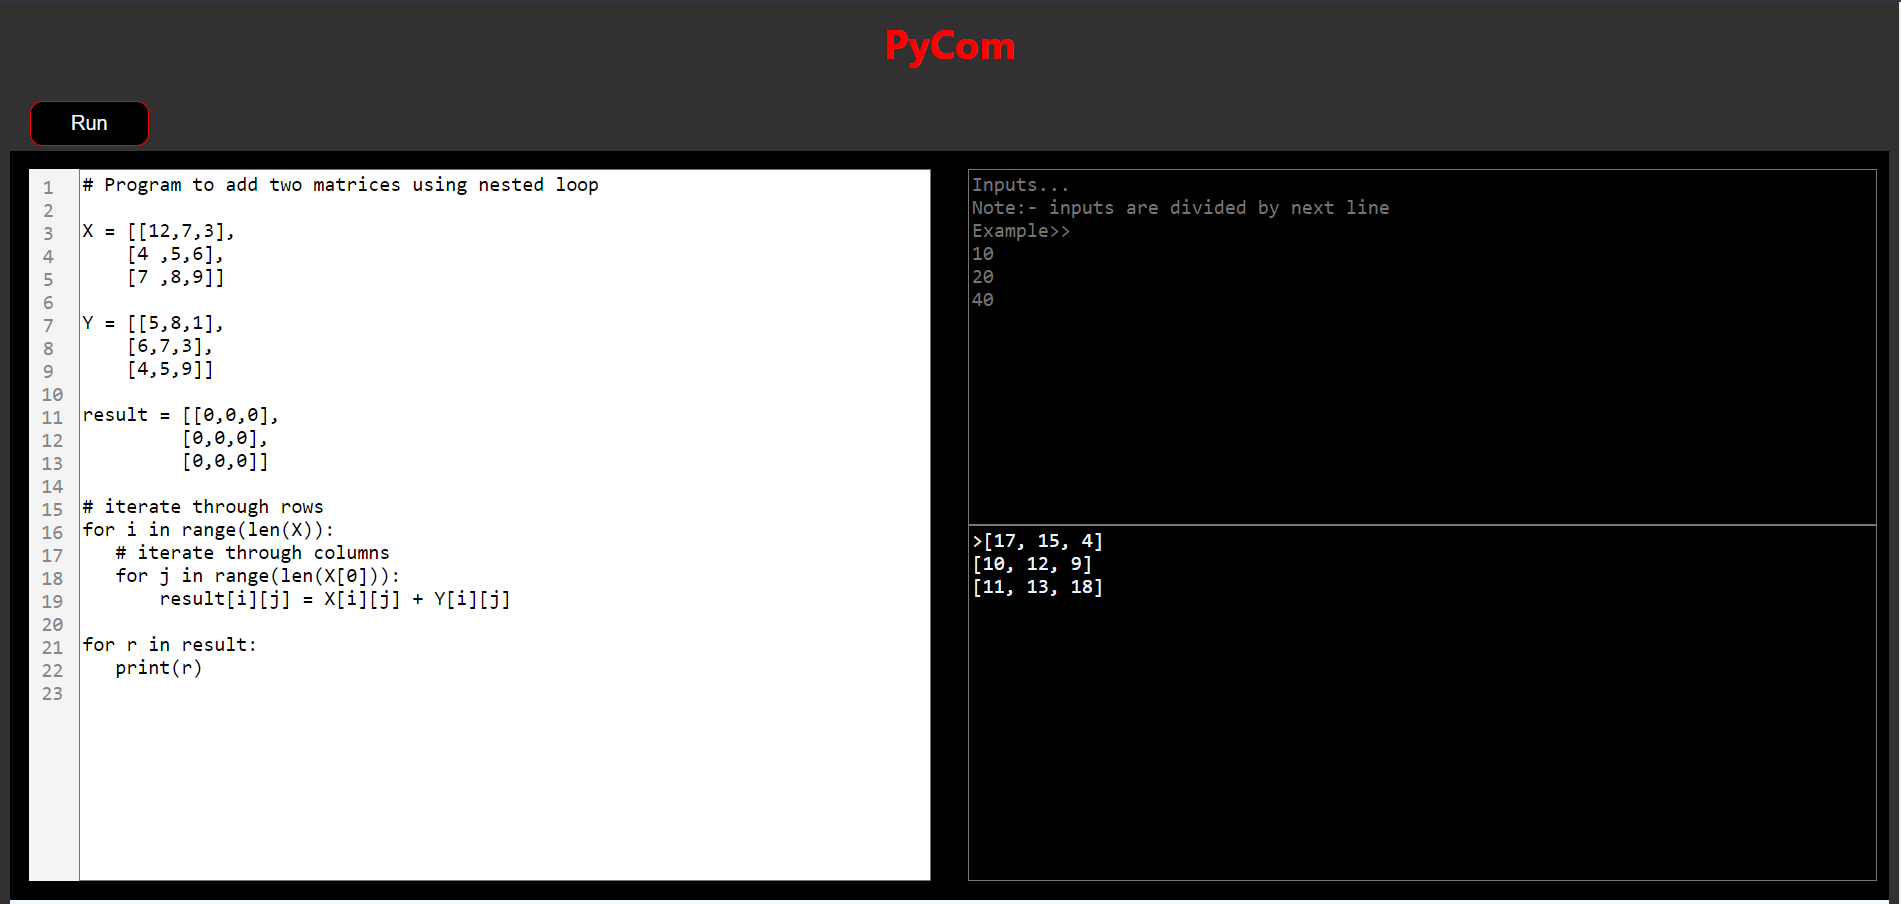 PyCom
Run
1 # Program to add two matrices using nested loop
2
3 X = [[12,7,3],
4     [4 ,5,6],
5     [7 ,8,9]]
6
7 Y = [[5,8,1],
8     [6,7,3],
9     [4,5,9]]
10
11 result = [[0,0,0],
12          [0,0,0],
13          [0,0,0]]
14
15 # iterate through rows
16 for i in range(len(X)):
17    # iterate through columns
18    for j in range(len(X[0])):
19        result[i][j] = X[i][j] + Y[i][j]
20
21 for r in result:
22    print(r)
23
Inputs...
Note:- inputs are divided by next line
Example>>
10
20
40
>[17, 15, 4]
[10, 12, 9]
[11, 13, 18]